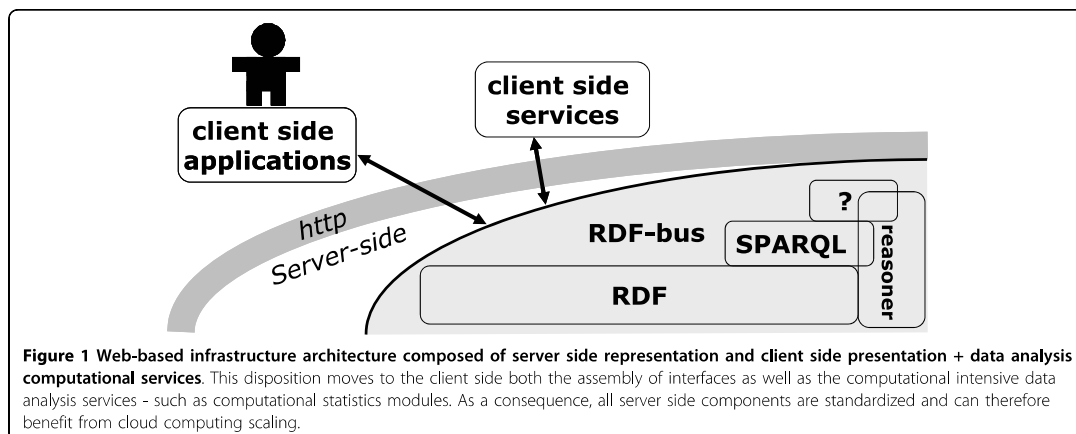 client side
services
client side
applications
http
Server-side
?
RDF-bus
SPARQL
reasoner
RDF
Figure 1 Web-based infrastructure architecture composed of server side representation and client side presentation + data analysis
computational services. This disposition moves to the client side both the assembly of interfaces as well as the computational intensive data
analysis services - such as computational statistics modules. As a consequence, all server side components are standardized and can therefore
benefit from cloud computing scaling.